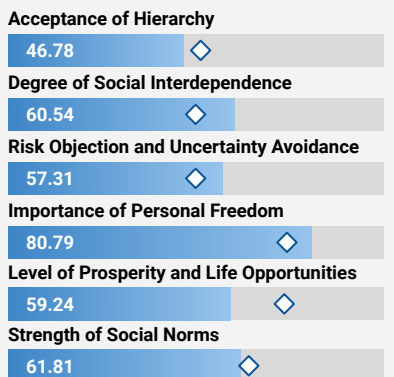 Acceptance of Hierarchy
46.78
Degree of Social Interdependence
60.54
Risk Objection and Uncertainty Avoidance
57.31
Importance of Personal Freedom
80.79
Level of Prosperity and Life Opportunities
59.24
Strength of Social Norms
61.81